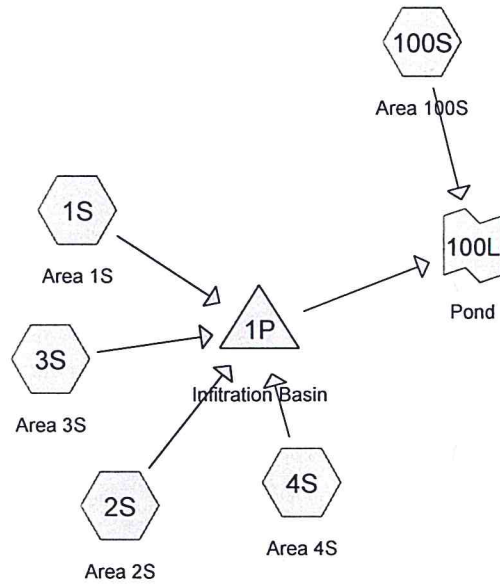 100S
Area 100S
1S
Area 1S
100L
Pond
1P
Infitration Basin
3S
Area 3S
2S
Area 2S
4S
Area 4S